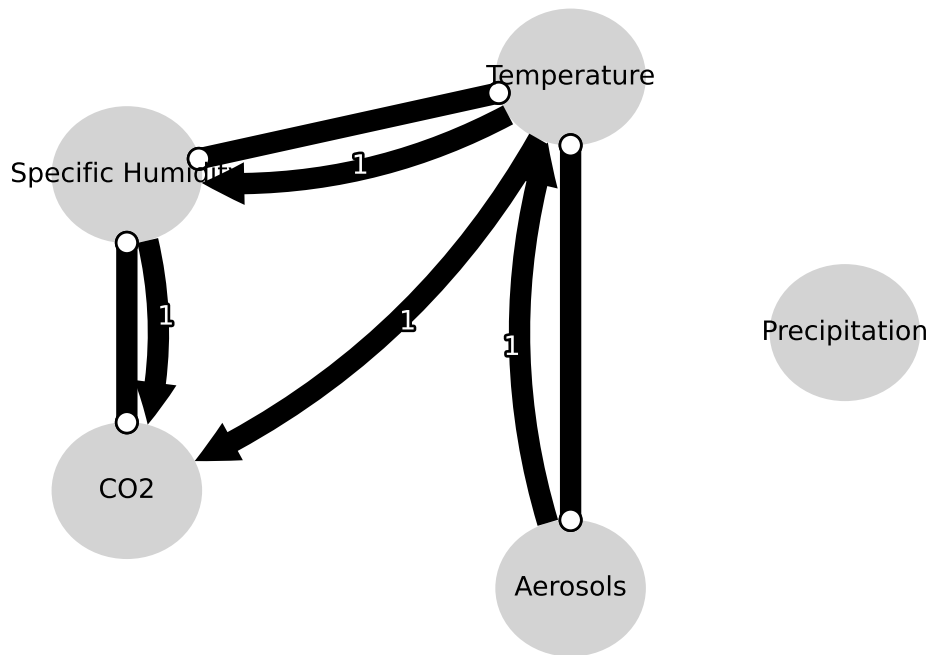 Temperature
Specific Humidity
1
1
1
1
Precipitation
CO2
Aerosols